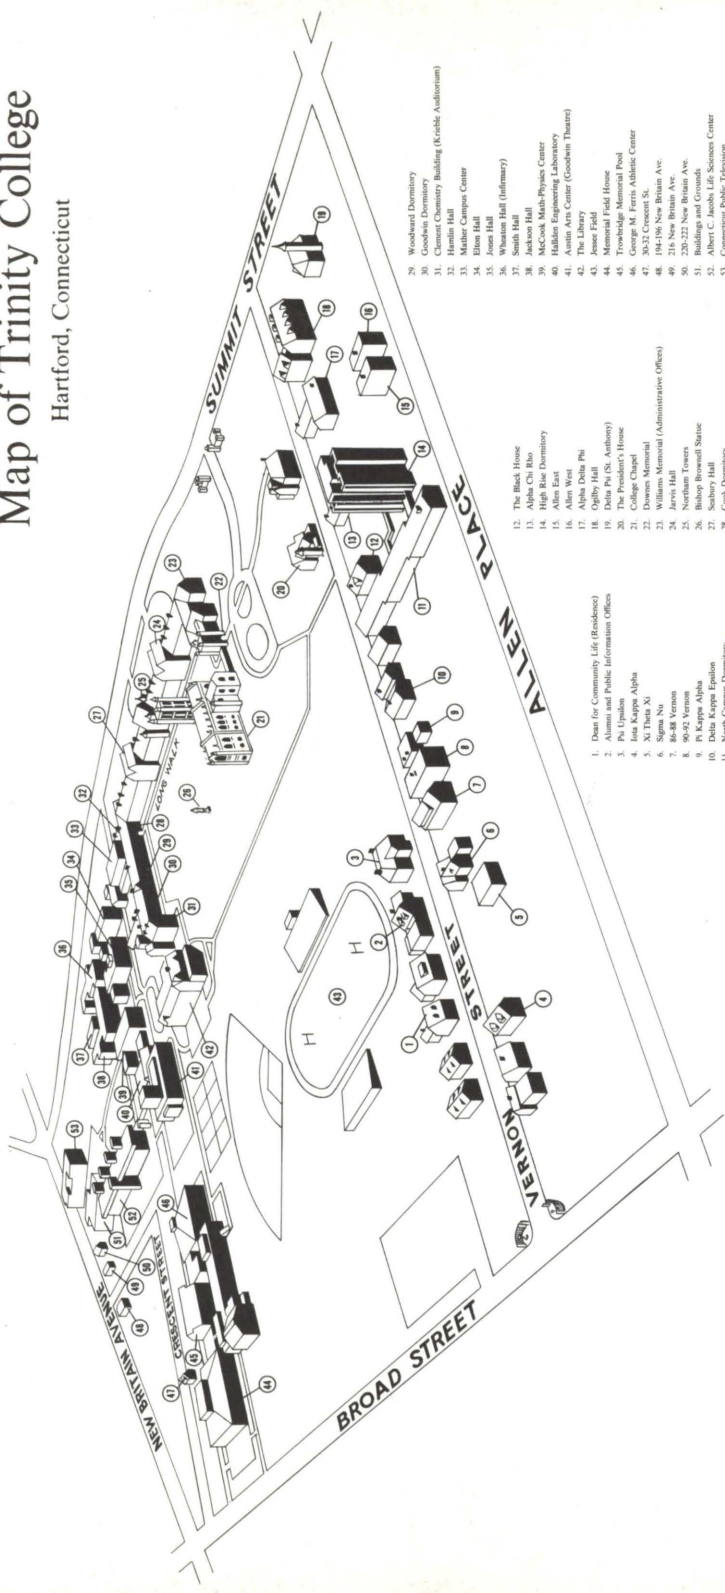 Map of Trinity College
Hartford, Connecticut
SUMMIT STREET
ALLEN PLACE
VERNON STREET
BROAD STREET
NEW BRITAIN AVENUE
CRESCENT STREET
LONG WALK
1. Dean for Community Life (Residence)
2. Alumni and Public Information Offices
3. Psi Upsilon
4. Iota Kappa Alpha
5. Xi Theta Xi
6. Sigma Nu
7. 86-88 Vernon
8. 90-92 Vernon
9. Pi Kappa Alpha
10. Delta Kappa Epsilon
11. North Campus Dormitory
12. The Black House
13. Alpha Chi Rho
14. High Rise Dormitory
15. Allen East
16. Allen West
17. Alpha Delta Phi
18. Ogilby Hall
19. Delta Psi (St. Anthony)
20. The President's House
21. College Chapel
22. Downes Memorial
23. Williams Memorial (Administrative Offices)
24. Jarvis Hall
25. Northam Towers
26. Bishop Brownell Statue
27. Seabury Hall
28. Cook Dormitory
29. Woodward Dormitory
30. Goodwin Dormitory
31. Clement Chemistry Building (Krieble Auditorium)
32. Hamlin Hall
33. Mather Campus Center
34. Elton Hall
35. Jones Hall
36. Wheaton Hall (Infirmary)
37. Smith Hall
38. Jackson Hall
39. McCook Math-Physics Center
40. Hallden Engineering Laboratory
41. Austin Arts Center (Goodwin Theatre)
42. The Library
43. Jessee Field
44. Memorial Field House
45. Trowbridge Memorial Pool
46. George M. Ferris Athletic Center
47. 30-32 Crescent St.
48. 194-196 New Britain Ave.
49. 216 New Britain Ave.
50. 220-222 New Britain Ave.
51. Buildings and Grounds
52. Albert C. Jacobs Life Sciences Center
53. Connecticut Public Television